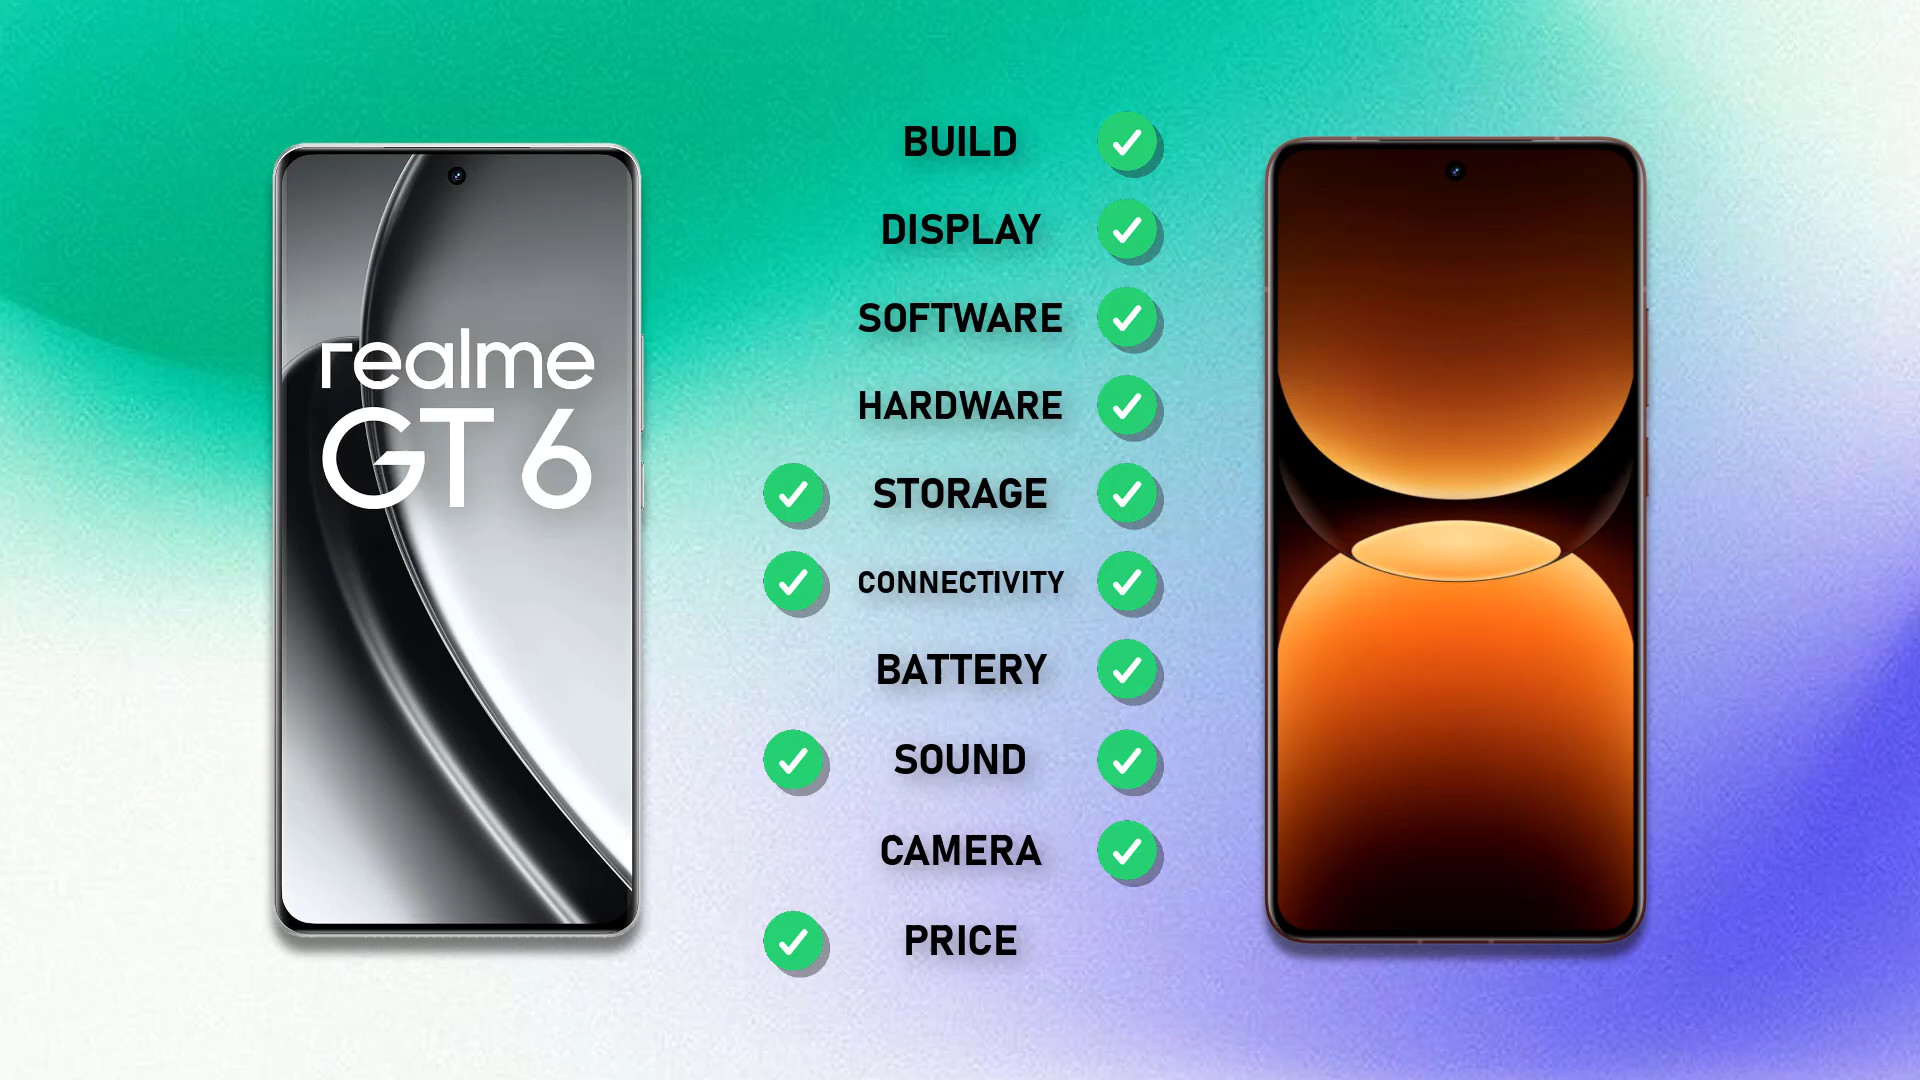 realme
GT 6
BUILD
DISPLAY
SOFTWARE
HARDWARE
STORAGE
CONNECTIVITY
BATTERY
SOUND
CAMERA
PRICE